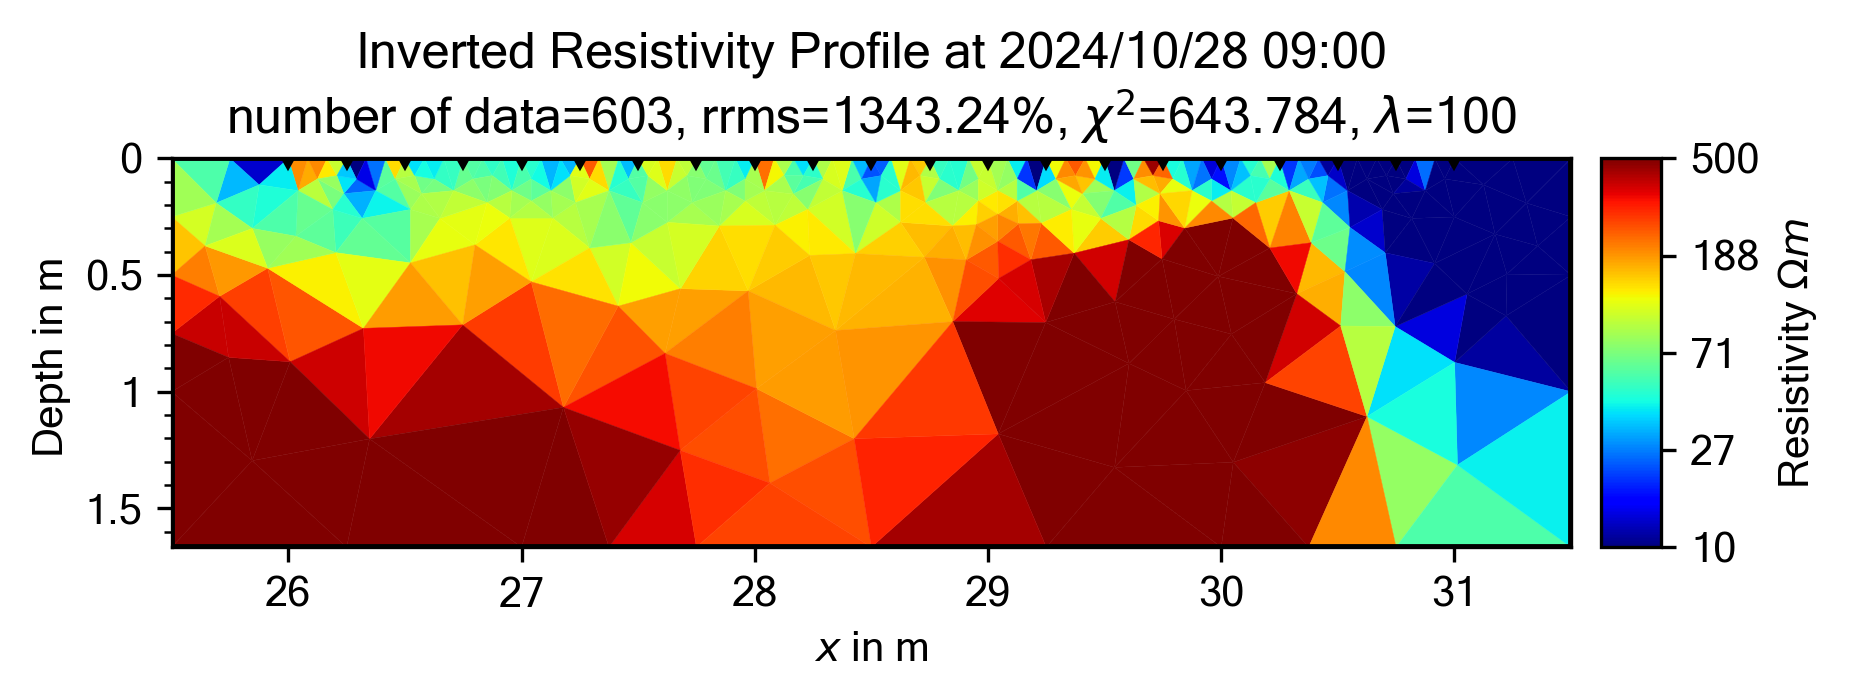 Inverted Resistivity Profile at 2024/10/28 09:00
number of data=603, rrms=1343.24%, χ²=643.784, λ=100
0
0.5
1
1.5
Depth in m
26 27 28 29 30 31
x in m
500
188
71
27
10
Resistivity Ωm